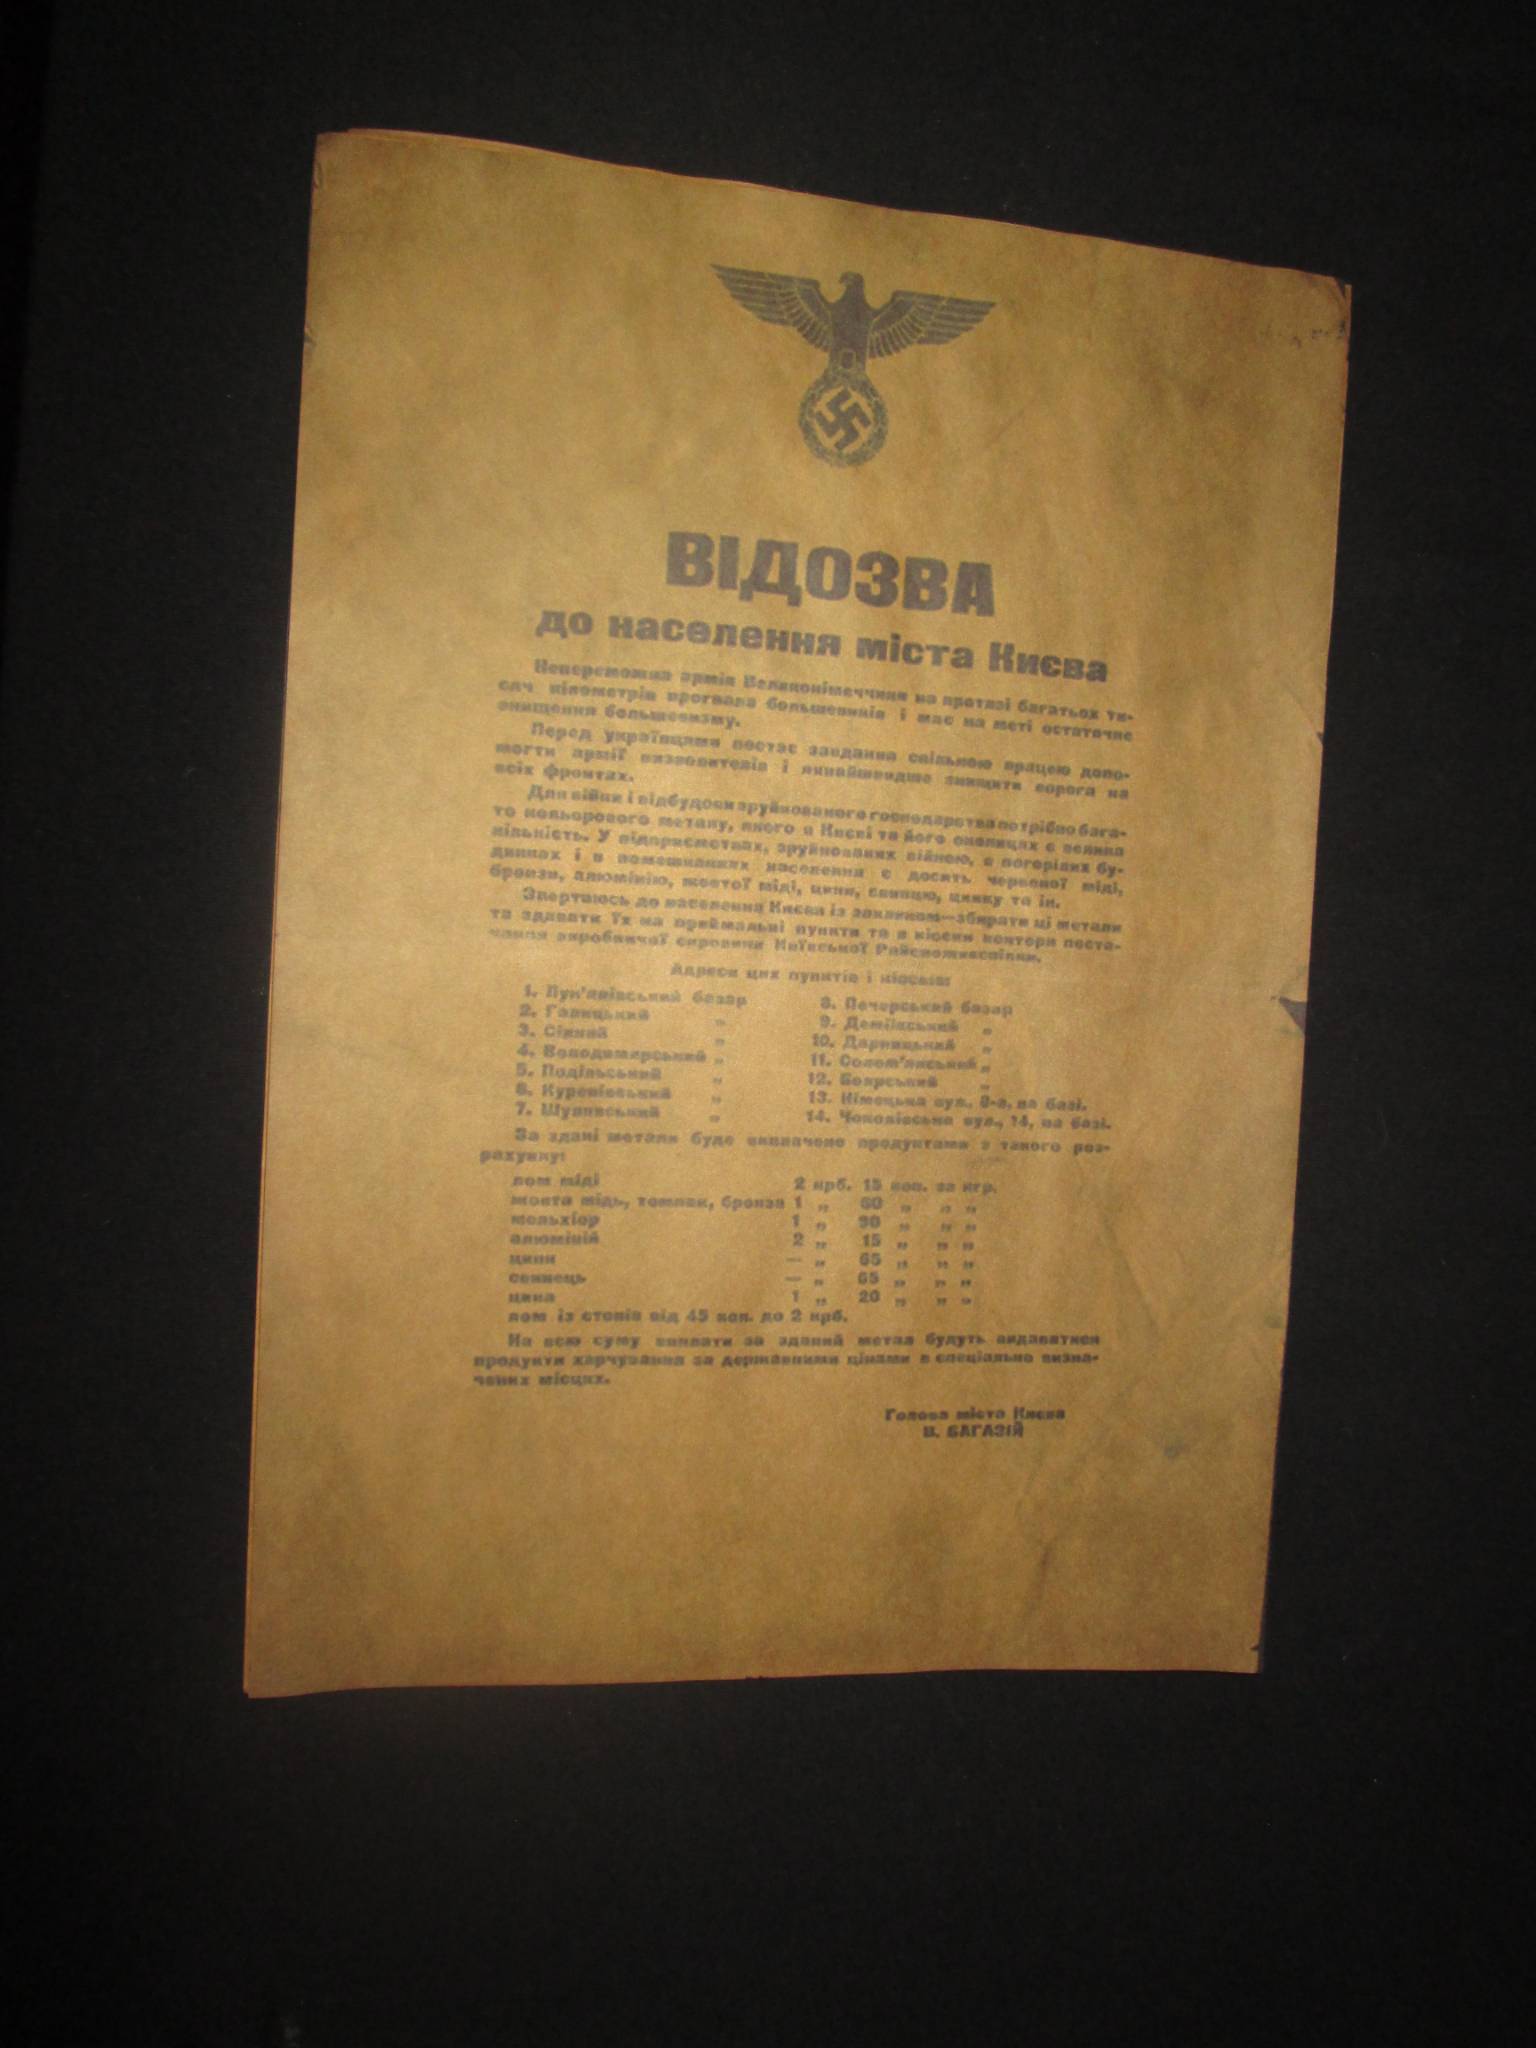 ВІДОЗВА
до населення міста Києва
Непереможна армія Великонімеччини на протязі багатьох ти-
сяч кілометрів прогнала большевиків і має на меті остаточне
знищення большевизму.
Перед українцями постає завдання спільною працею допо-
могти армії визволителів і якнайшвидше знищити ворога на
всіх фронтах.
Для війни і відбудови зруйнованого господарства потрібно бага-
то кольорового металу, якого в Києві та його околицях є велика
кількість. У підприємствах, зруйнованих війною, в погорілих бу-
динках і в помешканнях населення є досить червоної міді,
бронзи, алюмінію, жовтої міді, цини, свинцю, цинку та ін.
Звертаюсь до населення Києва із закликом—збирати ці метали
та здавати їх на приймальні пункти та в кіоски контори поста-
чання виробничої сировини Київської
Адреси цих пунктів і кіосків:
1. Лук'янівський базар
2. Галицький „
3. Сінний „
4. Володимирський „
5. Подільський „
6. Куренівський „
7. Шулявський „
8. Печерський базар
9. Деміївський „
10. Дарницький „
11. Солом'янський „
12. Боярський „
13. Німецька вул., на базі.
14. Чоколівська вул., 14, на базі.
За здані метали буде виплачено продуктами з такого роз-
рахунку:
лом міді 2 крб. 15 коп. за кгр.
жовта мідь, томпак, бронза 1 „ 60 „ „ „
мельхіор 1 „ 90 „ „ „
алюміній 2 „ 15 „ „ „
цинк — „ 65 „ „ „
свинець — „ 65 „ „ „
цина 1 „ 20 „ „ „
лом із стопів від 45 коп. до 2 крб.
На всю суму виплати за зданий метал будуть видаватися
продукти харчування за державними цінами в спеціально визна-
чених місцях.
Голова міста Києва
В. БАГАЗІЙ